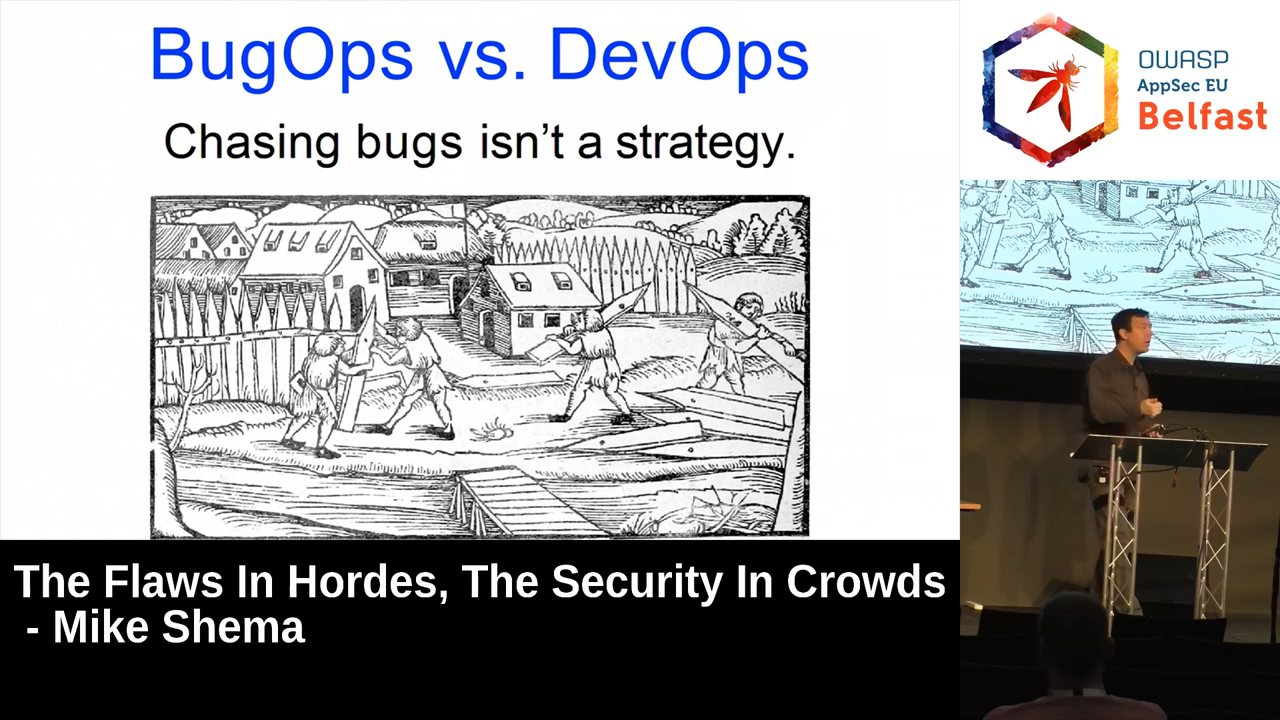 BugOps vs. DevOps
Chasing bugs isn’t a strategy.
OWASP
AppSec EU
Belfast
The Flaws In Hordes, The Security In Crowds
- Mike Shema